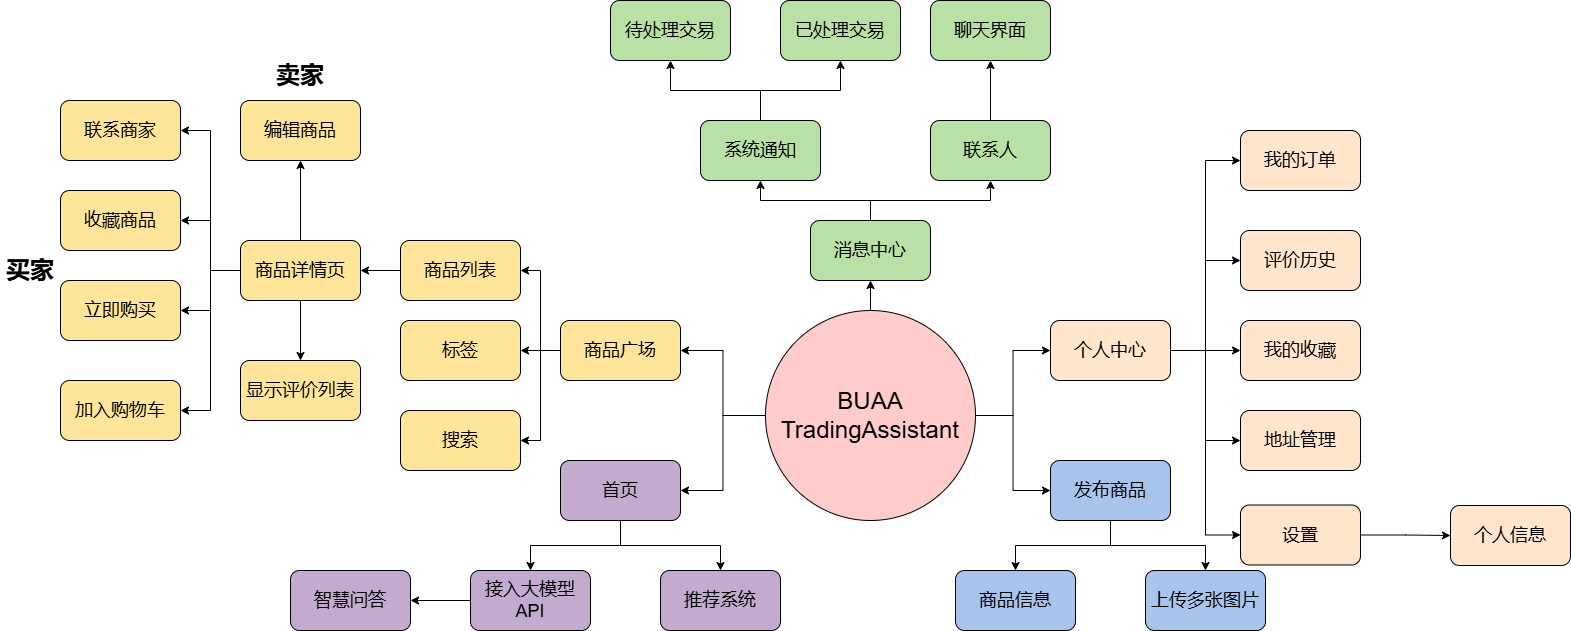 待处理交易
已处理交易
聊天界面
卖家
联系商家
编辑商品
系统通知
联系人
我的订单
收藏商品
消息中心
评价历史
买家
商品详情页
商品列表
立即购买
标签
商品广场
个人中心
我的收藏
显示评价列表
加入购物车
BUAA
TradingAssistant
搜索
地址管理
首页
发布商品
设置
个人信息
智慧问答
接入大模型
API
推荐系统
商品信息
上传多张图片